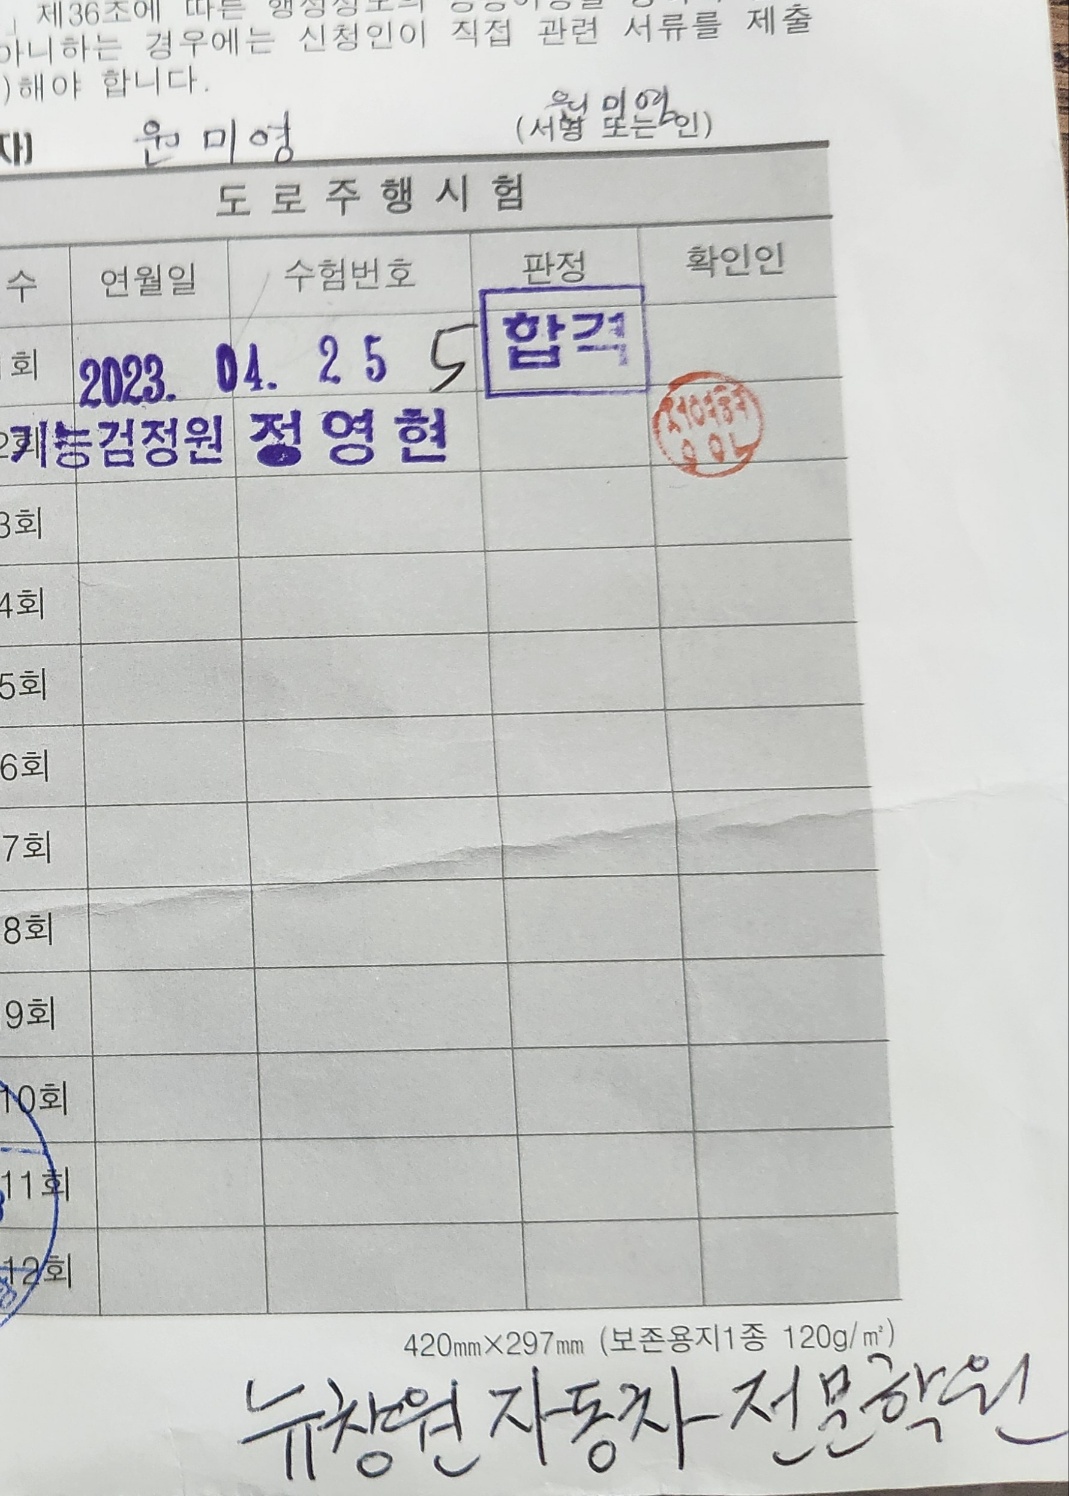 」 제36조에 따른 행정정보의 공동이용을
아니하는 경우에는 신청인이 직접 관련 서류를 제출
)해야 합니다.
자) 원미영 원미영 (서명 또는 인)
도로주행시험
수 연월일 수험번호 판정 확인인
1회 2023. 04. 25 5 합격
2회 기능검정원 정영현
3회
4회
5회
6회
7회
8회
9회
10회
11회
12회
420㎜×297㎜ (보존용지1종 120g/㎡)
뉴창원 자동차 전문학원